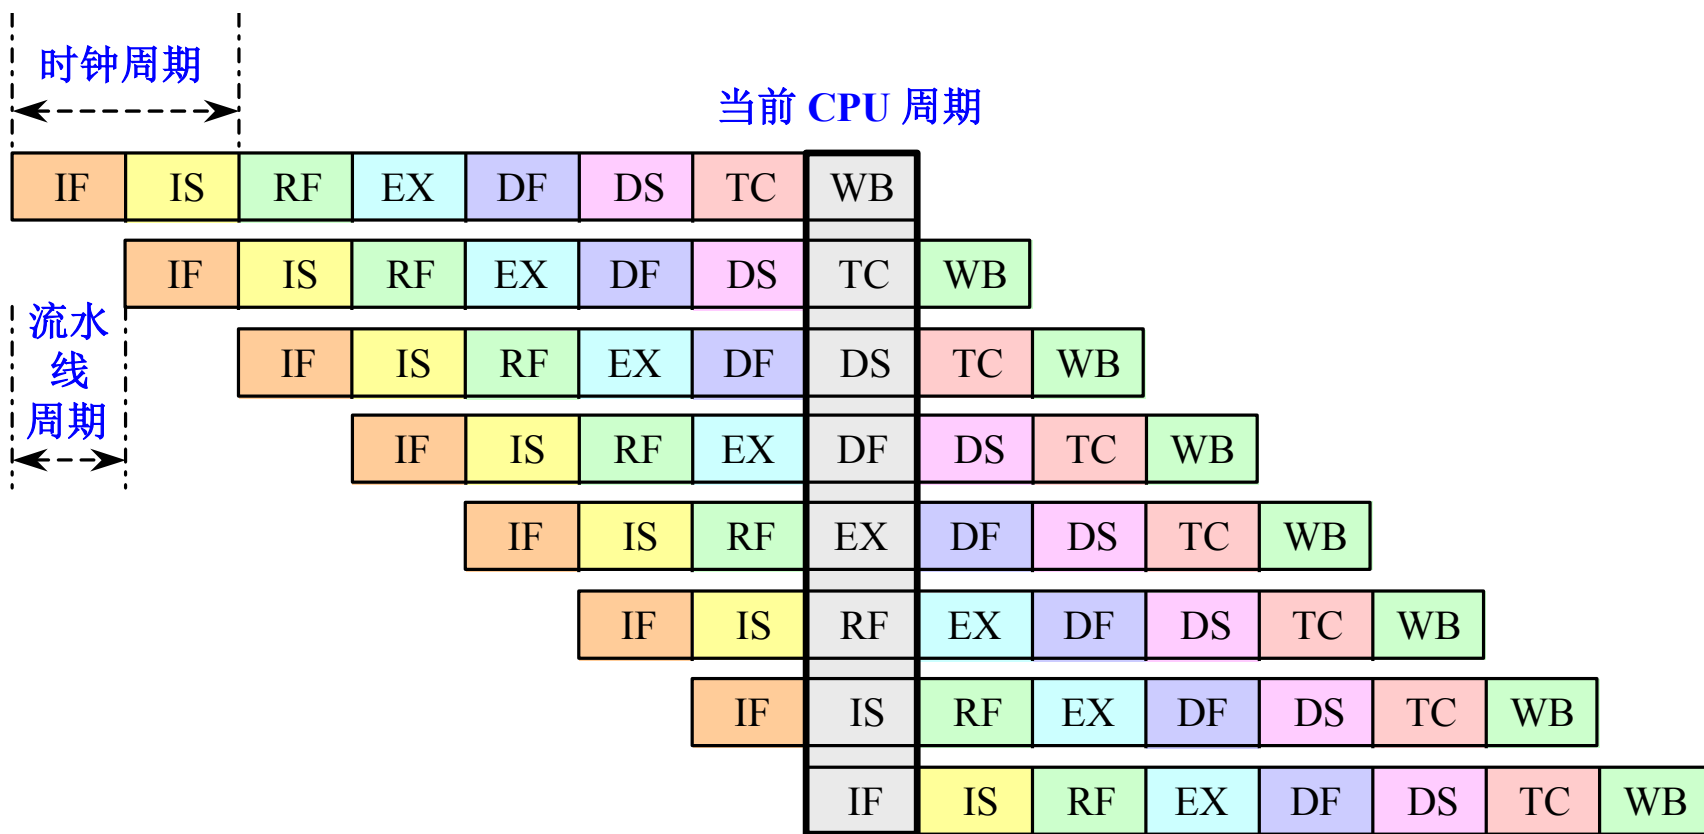 时钟周期
当前 CPU 周期
IF IS RF EX DF DS TC WB
IF IS RF EX DF DS TC WB
流水
线
周期
IF IS RF EX DF DS TC WB
IF IS RF EX DF DS TC WB
IF IS RF EX DF DS TC WB
IF IS RF EX DF DS TC WB
IF IS RF EX DF DS TC WB
IF IS RF EX DF DS TC WB